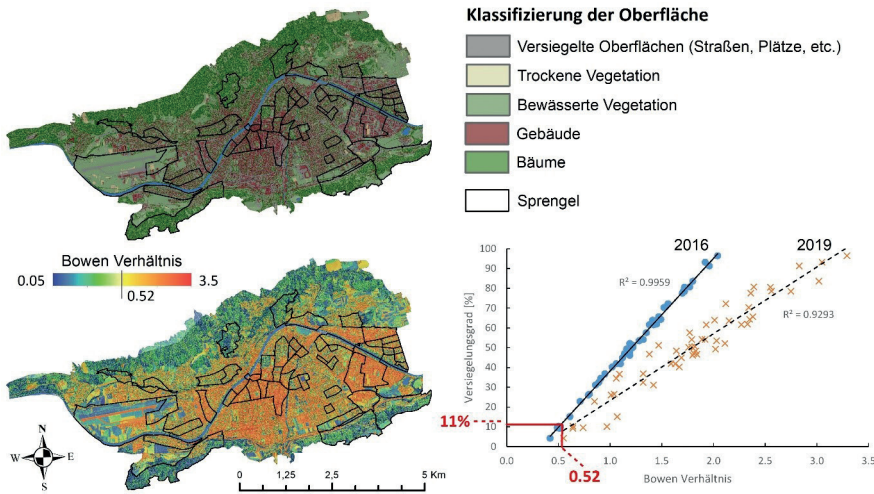 Klassifizierung der Oberfläche
Versiegelte Oberflächen (Straßen, Plätze, etc.)
Trockene Vegetation
Bewässerte Vegetation
Gebäude
Bäume
Sprengel
Bowen Verhältnis
0.05
3.5
0.52
N
W
E
S
0
1,25
2,5
5 Km
2016
2019
R² = 0.9959
R² = 0.9293
Versiegelungsgrad [%]
100
90
80
70
60
50
40
30
20
10
0
11%
0.52
0.0
0.5
1.0
1.5
2.0
2.5
3.0
3.5
Bowen Verhältnis